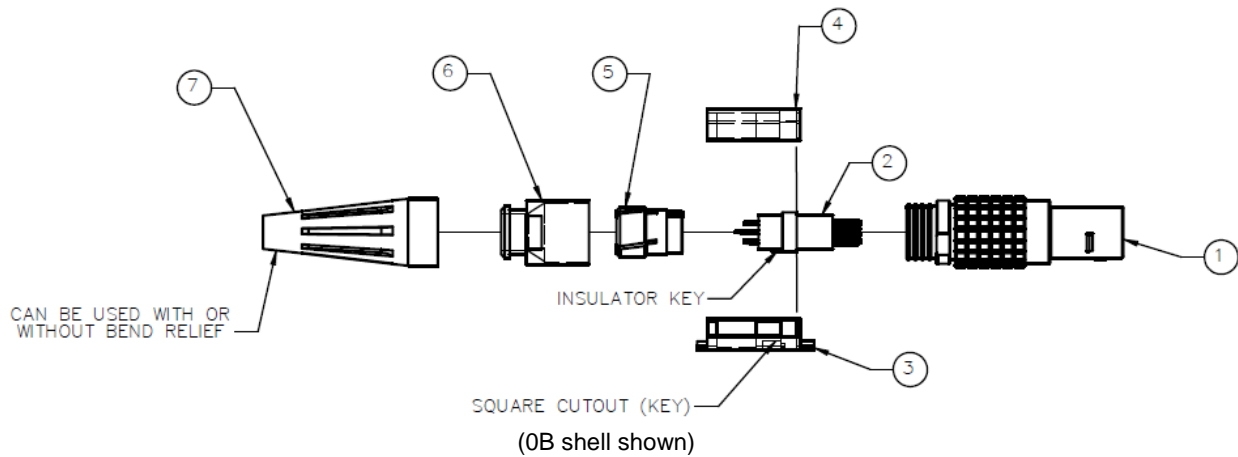 4
6
5
7
2
1
INSULATOR KEY
CAN BE USED WITH OR
WITHOUT BEND RELIEF
3
SQUARE CUTOUT (KEY)
(0B shell shown)